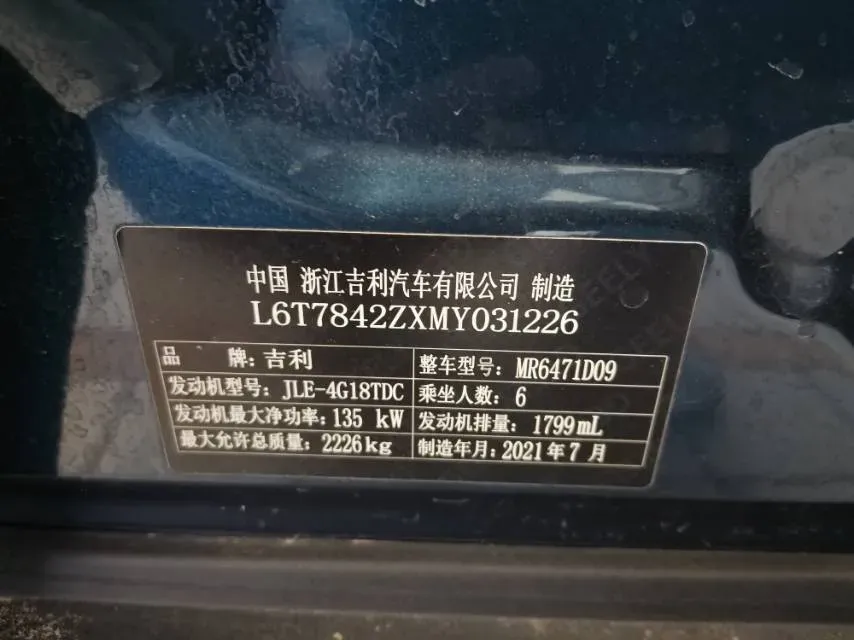 中国 浙江吉利汽车有限公司 制造
L6T7842ZXMY031226
品 牌: 吉利 整车型号: MR6471D09
发动机型号: JLE-4G18TDC 乘坐人数: 6
发动机最大净功率: 135 kW 发动机排量: 1799mL
最大允许总质量: 2226kg 制造年月: 2021年7月